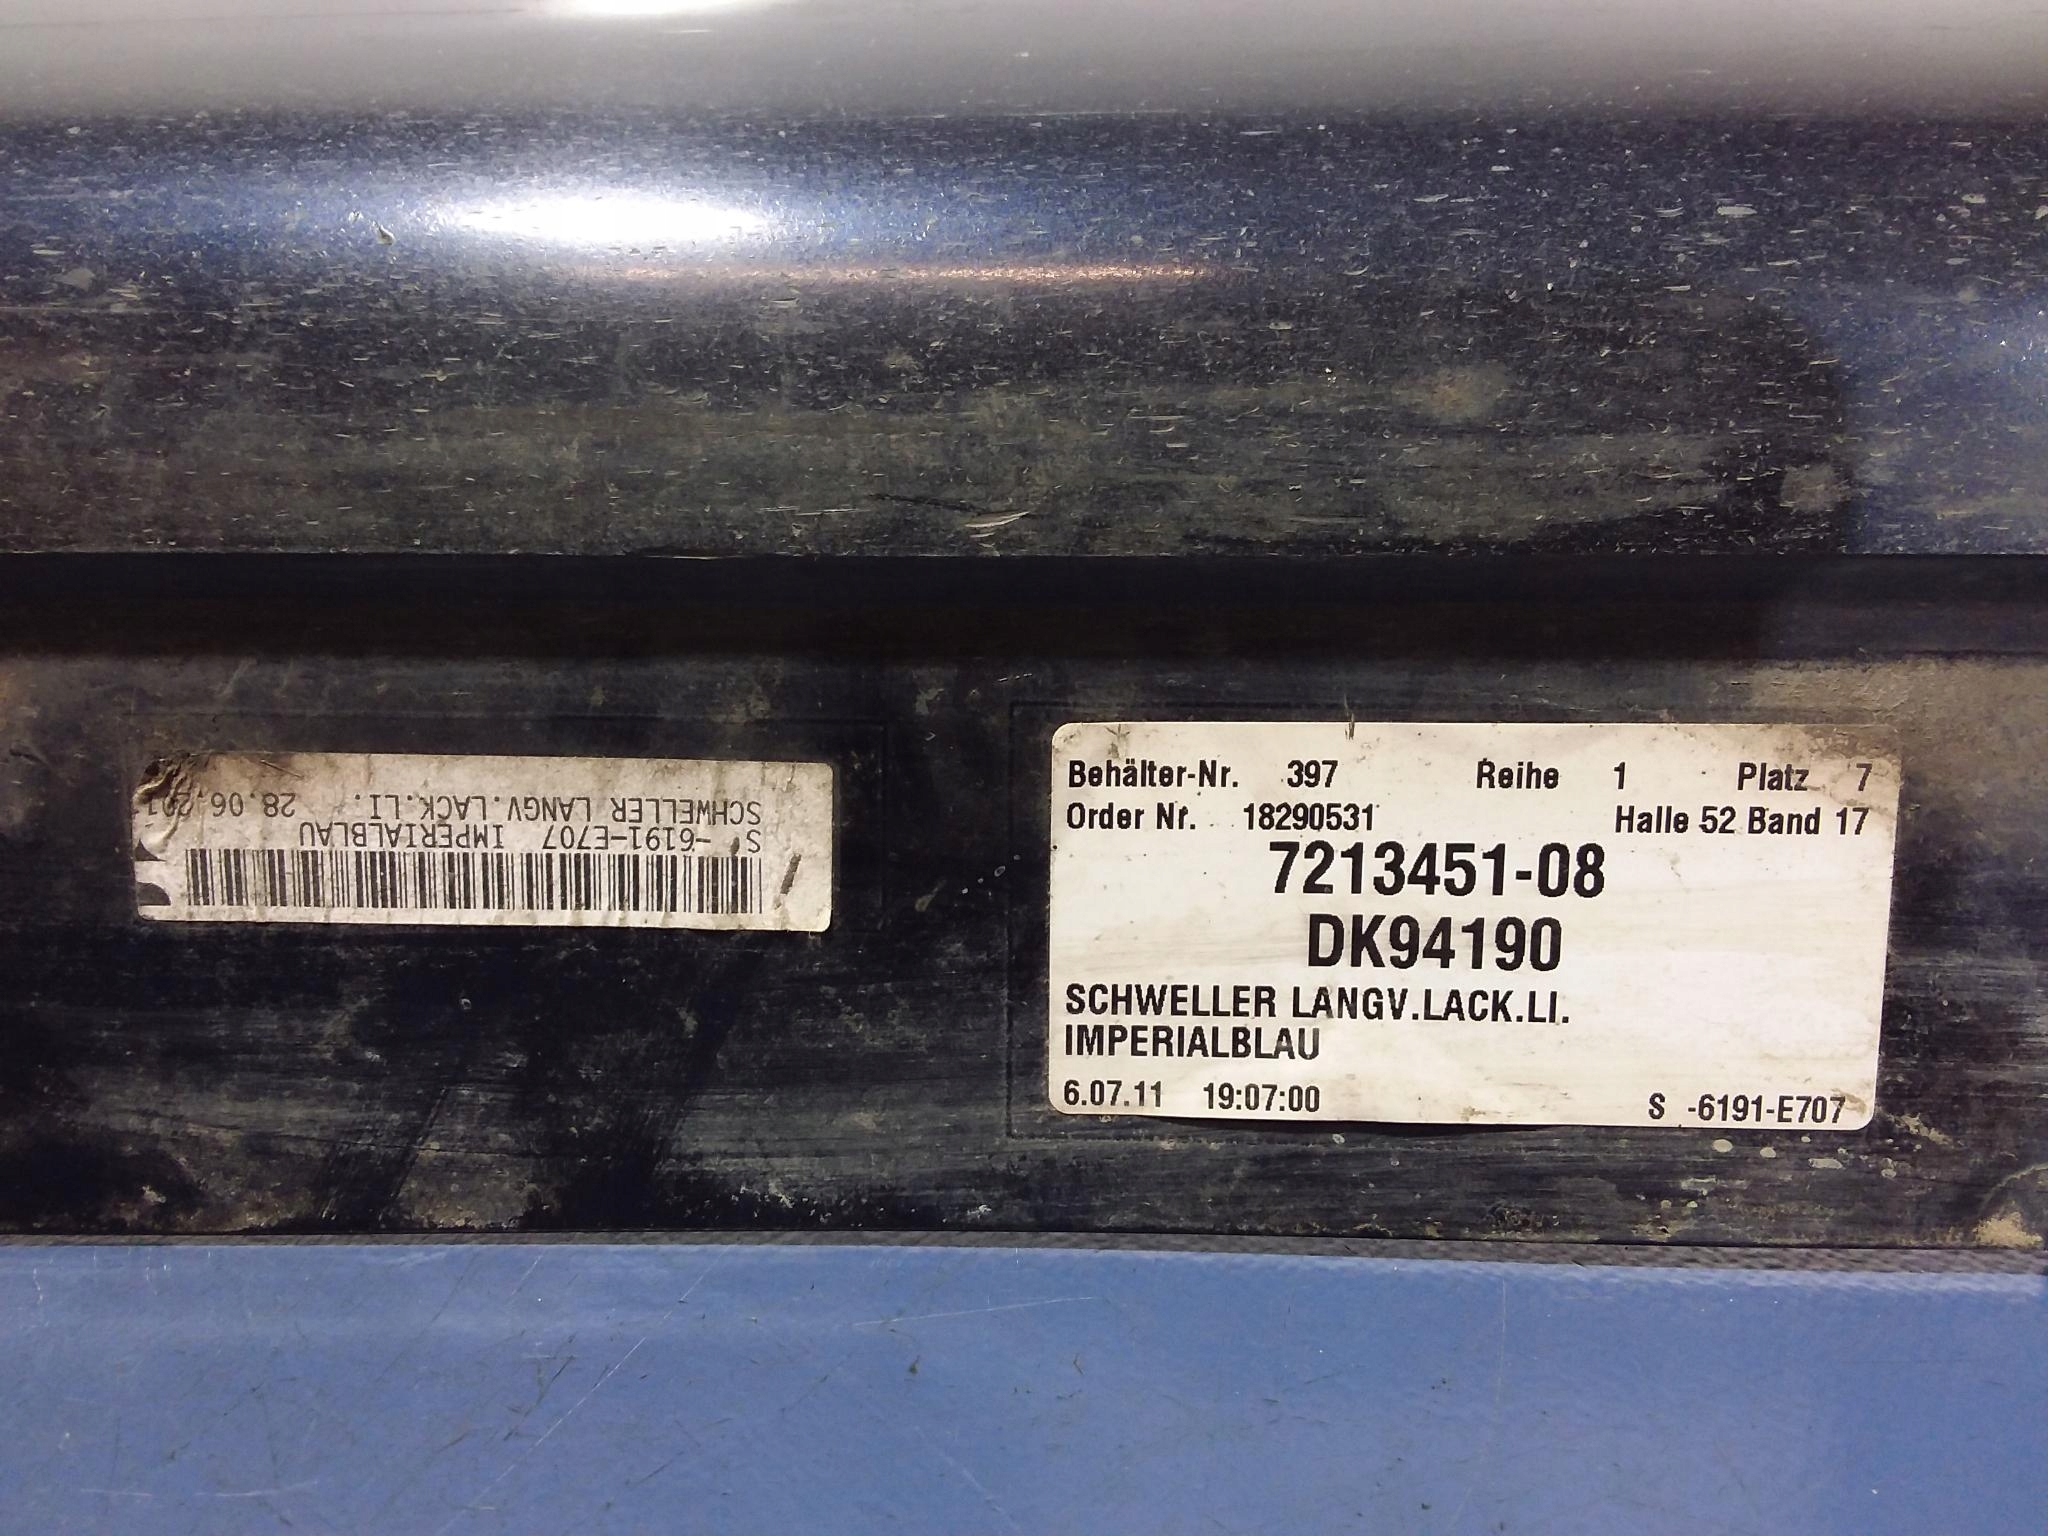 SCHWELLER LANGV.LACK.LI. 28.06.201
S -6191-E707 IMPERIALBLAU
Behälter-Nr. 397 Reihe 1 Platz 7
Order Nr. 18290531 Halle 52 Band 17
7213451-08
DK94190
SCHWELLER LANGV.LACK.LI.
IMPERIALBLAU
6.07.11 19:07:00 S -6191-E707